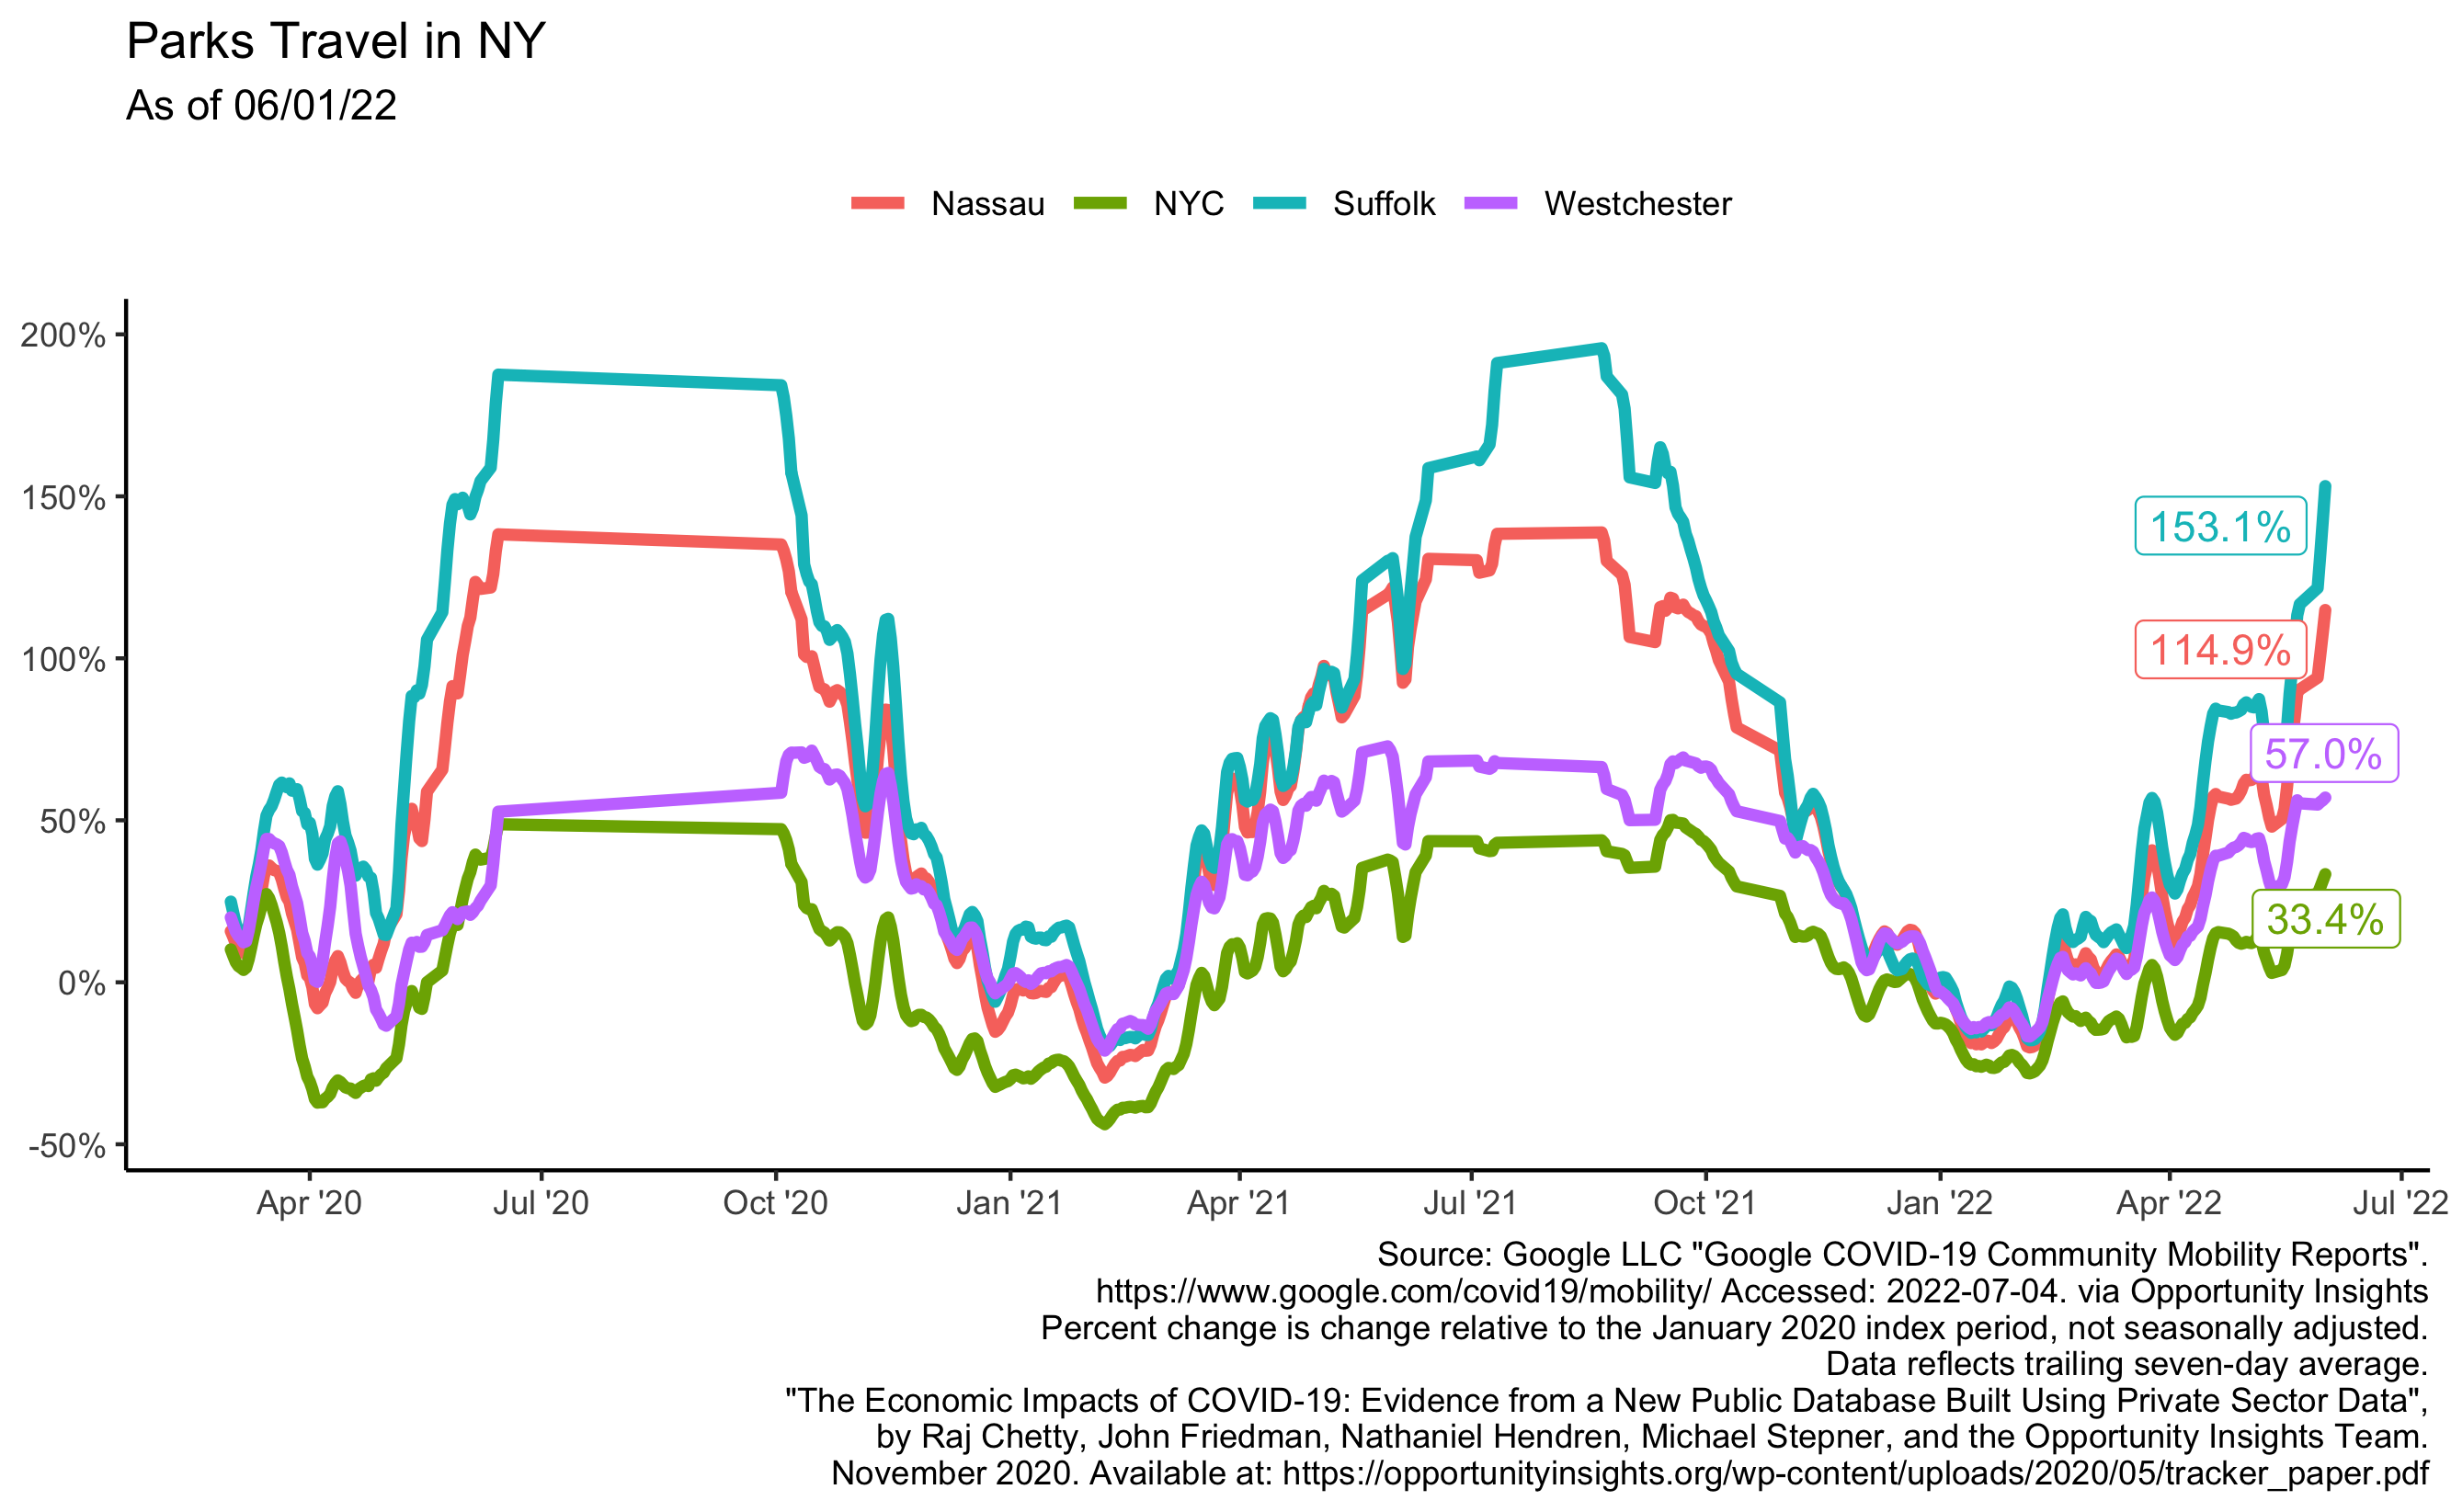 Parks Travel in NY
As of 06/01/22
Nassau NYC Suffolk Westchester
200%
150%
100%
50%
0%
-50%
153.1%
114.9%
57.0%
33.4%
Apr '20 Jul '20 Oct '20 Jan '21 Apr '21 Jul '21 Oct '21 Jan '22 Apr '22 Jul '22
Source: Google LLC "Google COVID-19 Community Mobility Reports".
https://www.google.com/covid19/mobility/ Accessed: 2022-07-04. via Opportunity Insights
Percent change is change relative to the January 2020 index period, not seasonally adjusted.
Data reflects trailing seven-day average.
"The Economic Impacts of COVID-19: Evidence from a New Public Database Built Using Private Sector Data",
by Raj Chetty, John Friedman, Nathaniel Hendren, Michael Stepner, and the Opportunity Insights Team.
November 2020. Available at: https://opportunityinsights.org/wp-content/uploads/2020/05/tracker_paper.pdf